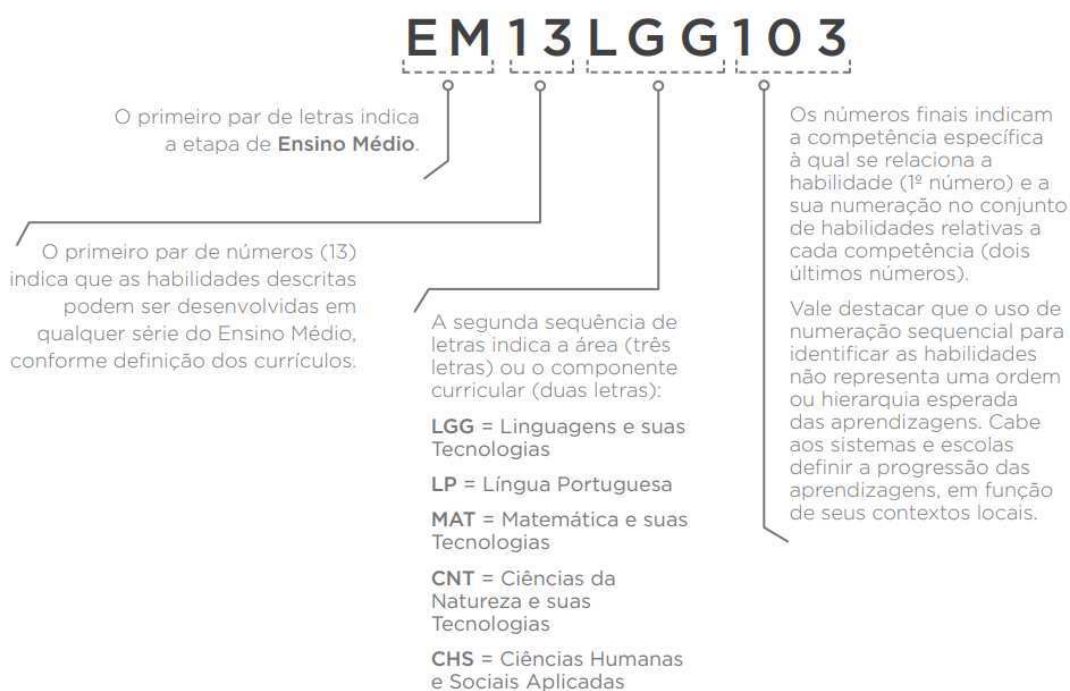 EM13LGG103
O primeiro par de letras indica
a etapa de Ensino Médio.
O primeiro par de números (13)
indica que as habilidades descritas
podem ser desenvolvidas em
qualquer série do Ensino Médio,
conforme definição dos currículos.
A segunda sequência de
letras indica a área (três
letras) ou o componente
curricular (duas letras):
LGG = Linguagens e suas
Tecnologias
LP = Língua Portuguesa
MAT = Matemática e suas
Tecnologias
CNT = Ciências da
Natureza e suas
Tecnologias
CHS = Ciências Humanas
e Sociais Aplicadas
Os números finais indicam
a competência específica
à qual se relaciona a
habilidade (1º número) e a
sua numeração no conjunto
de habilidades relativas a
cada competência (dois
últimos números).
Vale destacar que o uso de
numeração sequencial para
identificar as habilidades
não representa uma ordem
ou hierarquia esperada
das aprendizagens. Cabe
aos sistemas e escolas
definir a progressão das
aprendizagens, em função
de seus contextos locais.